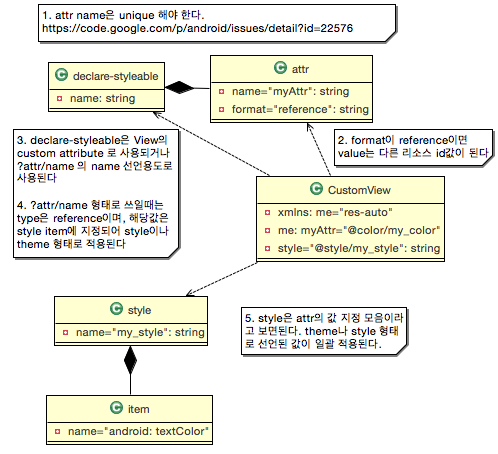 1. attr name은 unique 해야 한다.
https://code.google.com/p/android/issues/detail?id=22576
C declare-styleable
name: string
C attr
name="myAttr": string
format="reference": string
3. declare-styleable은 View의
custom attribute 로 사용되거나
?attr/name 의 name 선언용도로
사용된다
4. ?attr/name 형태로 쓰일때는
type은 reference이며, 해당값은
style item에 지정되어 style이나
theme 형태로 적용된다
2. format이 reference이면
value는 다른 리소스 id값이 된다
C CustomView
xmlns: me="res-auto"
me: myAttr="@color/my_color"
style="@style/my_style": string
C style
name="my_style": string
5. style은 attr의 값 지정 모음이라
고 보면된다. theme나 style 형태
로 선언된 값이 일괄 적용된다.
C item
name="android: textColor"